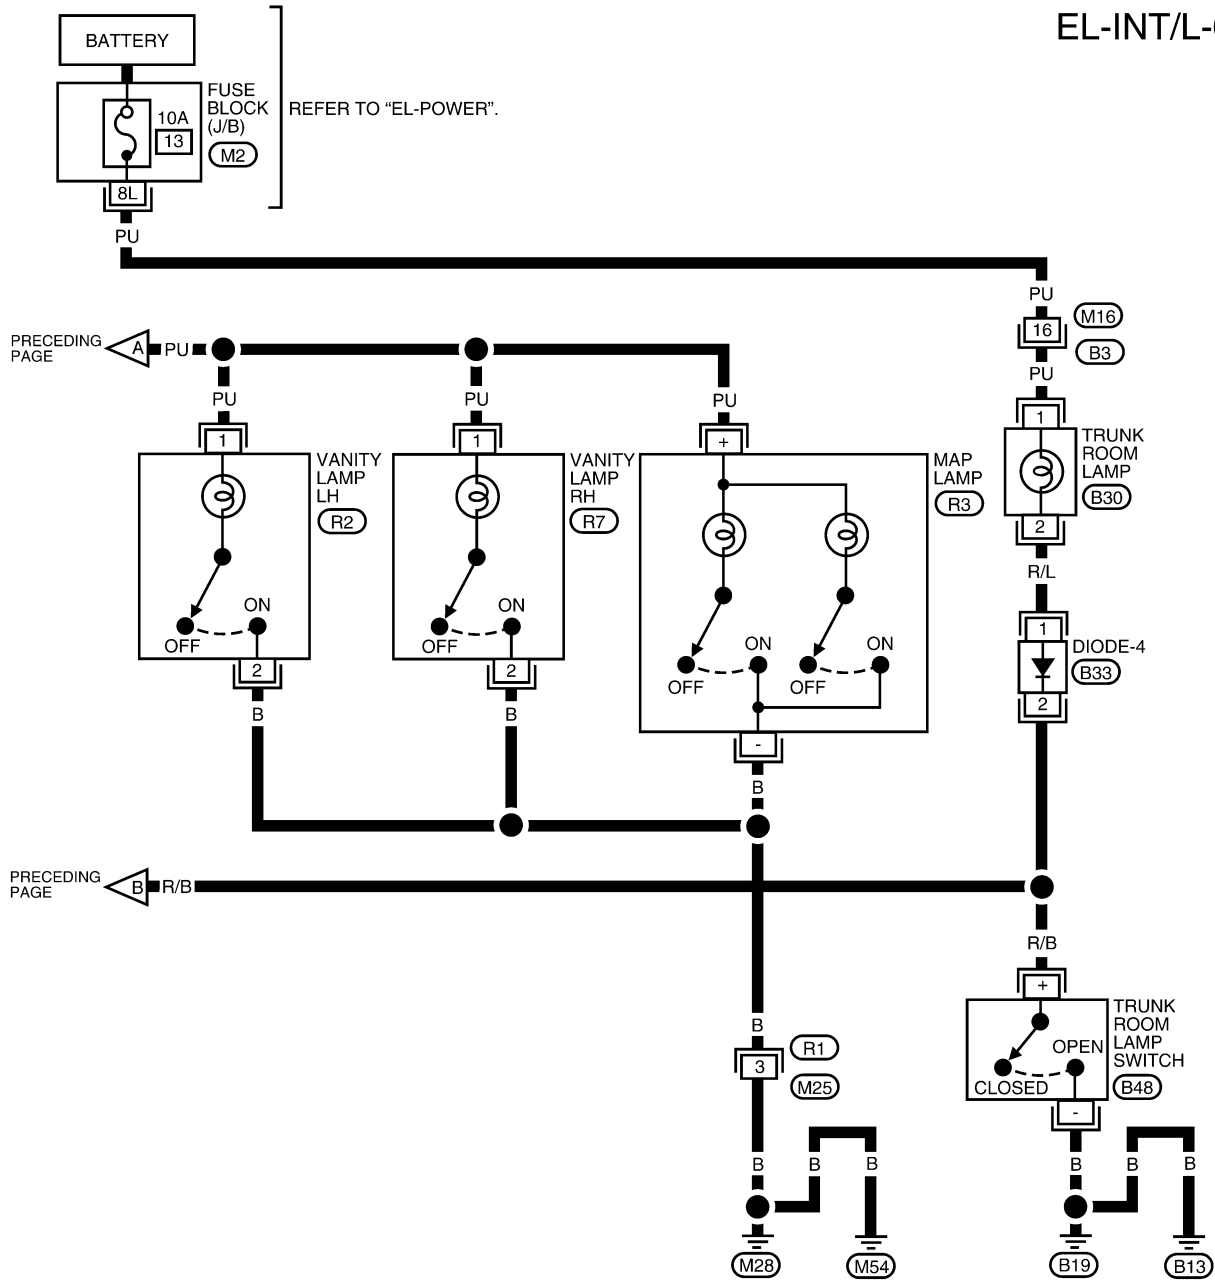 EL-INT/L-
BATTERY
FUSE
BLOCK
(J/B)
10A
13
M2
REFER TO “EL-POWER”.
8L
PU
PU
16
M16
B3
PU
PRECEDING
PAGE
A
PU
PU
PU
PU
1
VANITY
LAMP
LH
R2
OFF
ON
2
B
1
VANITY
LAMP
RH
R7
OFF
ON
2
B
+
MAP
LAMP
R3
OFF
ON
OFF
ON
-
B
1
TRUNK
ROOM
LAMP
B30
2
R/L
1
DIODE-4
B33
2
PRECEDING
PAGE
B
R/B
R/B
+
TRUNK
ROOM
LAMP
SWITCH
B48
OPEN
CLOSED
-
B
R1
3
M25
B
B
B
B
B
B
M28
M54
B19
B13